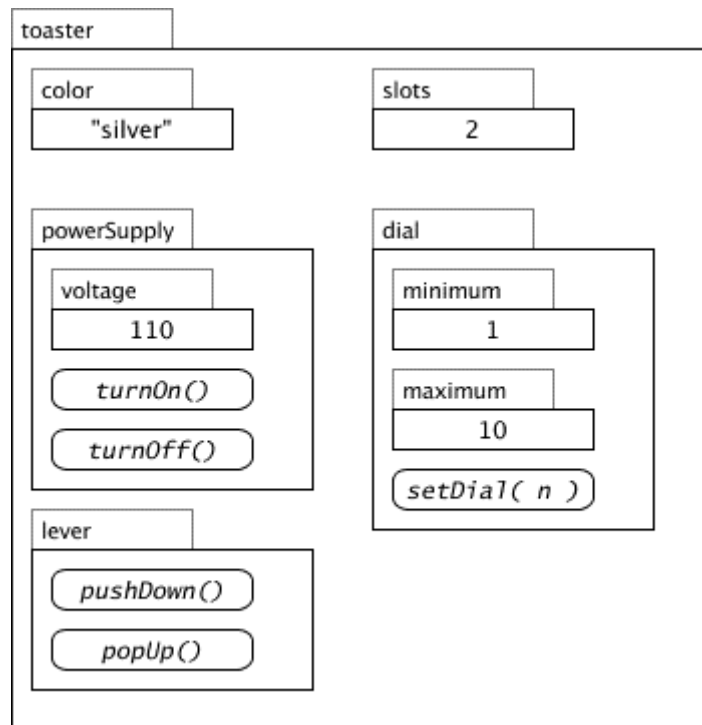 toaster
color
"silver"
slots
2
powerSupply
voltage
110
turnOn()
turnOff()
dial
minimum
1
maximum
10
setDial( n )
lever
pushDown()
popUp()